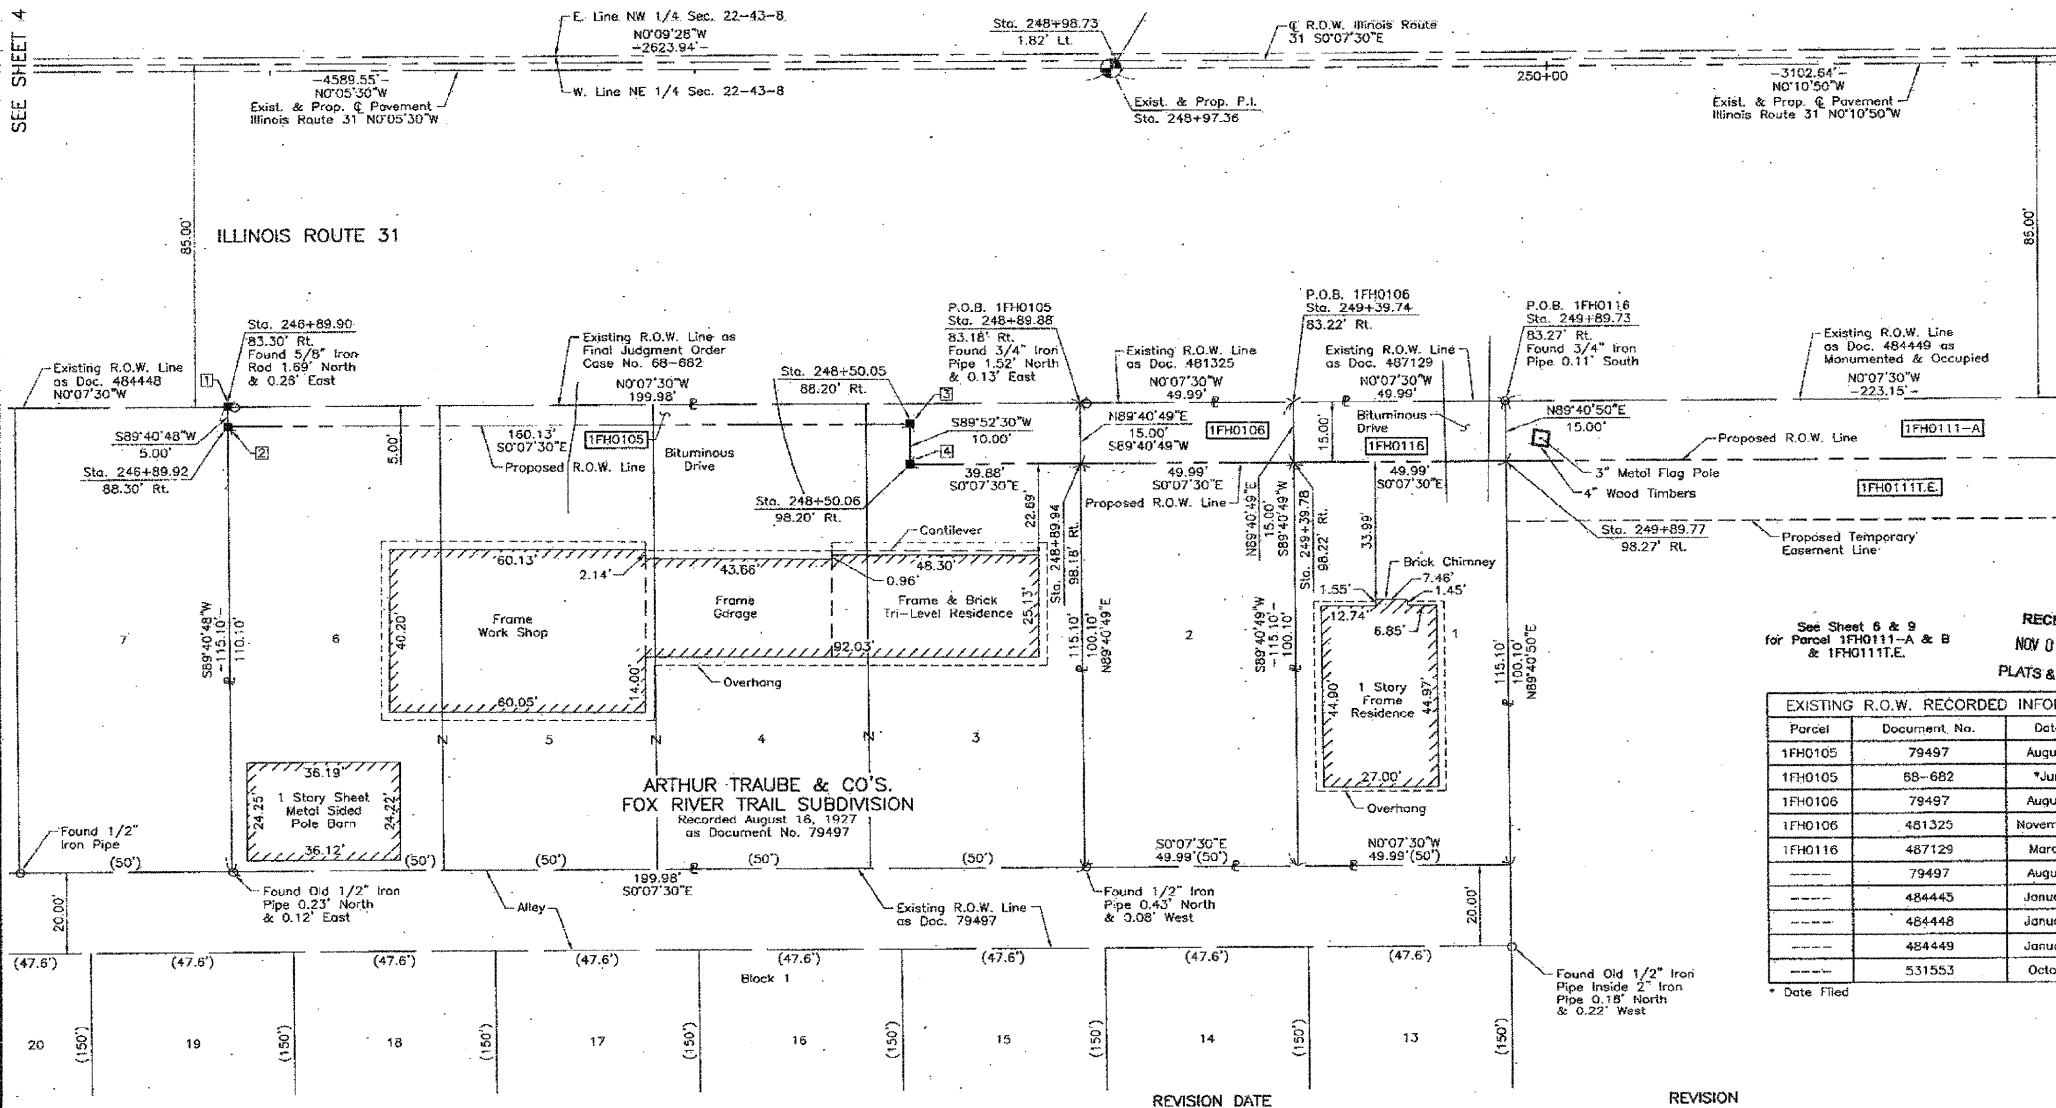 SEE SHEET 4
E. Line NW 1/4 Sec. 22-43-8
N0°09'28"W
-2623.94'-
W. Line NE 1/4 Sec. 22-43-8
-4589.55'-
N0°05'30"W
Exist. & Prop. ℄ Pavement
Illinois Route 31 N0°05'30"W
Sta. 248+98.73
1.82' Lt.
℄ R.O.W. Illinois Route
31 S0°07'30"E
Exist. & Prop. P.I.
Sta. 248+97.36
250+00
-3102.64'-
N0°10'50"W
Exist. & Prop. ℄ Pavement
Illinois Route 31 N0°10'50"W
85.00'
ILLINOIS ROUTE 31
85.00'
Existing R.O.W. Line
as Doc. 484448
N0°07'30"W
Sta. 246+89.90
83.30' Rt.
Found 5/8" Iron
Rod 1.69' North
& 0.26' East
1
S89°40'48"W
5.00'
Sta. 246+89.92
88.30' Rt.
2
5.00'
Existing R.O.W. Line as
Final Judgment Order
Case No. 68-682
N0°07'30"W
199.98'
160.13'
S0°07'30"E
Proposed R.O.W. Line
1FH0105
Bituminous
Drive
Sta. 248+50.05
88.20' Rt.
3
S89°52'30"W
10.00'
4
Sta. 248+50.06
98.20' Rt.
39.88'
S0°07'30"E
P.O.B. 1FH0105
Sta. 248+89.88
83.18' Rt.
Found 3/4" Iron
Pipe 1.52' North
& 0.13' East
Existing R.O.W. Line
as Doc. 481325
N0°07'30"W
49.99'
N89°40'49"E
15.00'
S89°40'49"W
1FH0106
49.99'
S0°07'30"E
Proposed R.O.W. Line
P.O.B. 1FH0106
Sta. 249+39.74
83.22' Rt.
Existing R.O.W. Line
as Doc. 487129
N0°07'30"W
49.99'
15.00'
Bituminous
Drive
1FH0116
49.99'
S0°07'30"E
P.O.B. 1FH0116
Sta. 249+89.73
83.27' Rt.
Found 3/4" Iron
Pipe 0.11' South
N89°40'50"E
15.00'
3" Metal Flag Pole
4" Wood Timbers
Sta. 249+89.77
98.27' Rt.
Existing R.O.W. Line
as Doc. 484449 as
Monumented & Occupied
N0°07'30"W
-223.15'-
1FH0111-A
Proposed R.O.W. Line
1FH0111T.E.
Proposed Temporary
Easement Line
22.69'
Sta. 248+89.94
98.18' Rt.
N89°40'49"E
15.00'
S89°40'49"W
Sta. 249+39.78
98.22' Rt.
33.99'
Cantilever
60.13'
2.14'
43.66'
48.30'
0.96'
Frame
Work Shop
Frame
Garage
Frame & Brick
Tri-Level Residence
25.13'
40.20'
14.00'
60.05'
92.03'
Overhang
Brick Chimney
7.46'
1.55'
1.45'
12.74'
6.85'
44.90'
44.97'
1 Story
Frame
Residence
27.00'
Overhang
7
6
5
4
3
2
1
S89°40'48"W
-115.10'-
110.10'
115.10'
100.10'
N89°40'49"E
S89°40'49"W
-115.10'-
100.10'
115.10'
100.10'
N89°40'50"E
N
N
N
36.19'
24.25'
1 Story Sheet
Metal Sided
Pole Barn
24.22'
36.12'
ARTHUR TRAUBE & CO'S.
FOX RIVER TRAIL SUBDIVISION
Recorded August 16, 1927
as Document No. 79497
Found 1/2"
Iron Pipe
(50')
(50')
(50')
(50')
(50')
S0°07'30"E
49.99'(50')
N0°07'30"W
49.99'(50')
199.98'
S0°07'30"E
20.00'
Found Old 1/2" Iron
Pipe 0.23' North
& 0.12' East
Alley
Existing R.O.W. Line
as Doc. 79497
Found 1/2" Iron
Pipe 0.43' North
& 0.08' West
20.00'
Found Old 1/2" Iron
Pipe Inside 2" Iron
Pipe 0.18' North
& 0.22' West
(47.6')
(47.6')
(47.6')
(47.6')
(47.6')
(47.6')
(47.6')
(47.6')
Block 1
20
(150')
19
(150')
18
(150')
17
(150')
16
(150')
15
(150')
14
(150')
13
(150')
See Sheet 6 & 9
for Parcel 1FH0111-A & B
& 1FH0111T.E.
NOV 0
PLATS &
EXISTING R.O.W. RECORDED INFO
Parcel Document No.
1FH0105 79497 Augu
1FH0105 68-682
1FH0106 79497 Augu
1FH0106 481325 Novem
1FH0116 487129 Marc
---- 79497 Augu
---- 484445 Janu
---- 484448 Janu
---- 484449 Janu
---- 531553 Octo
* Date Filed
REVISION DATE
REVISION